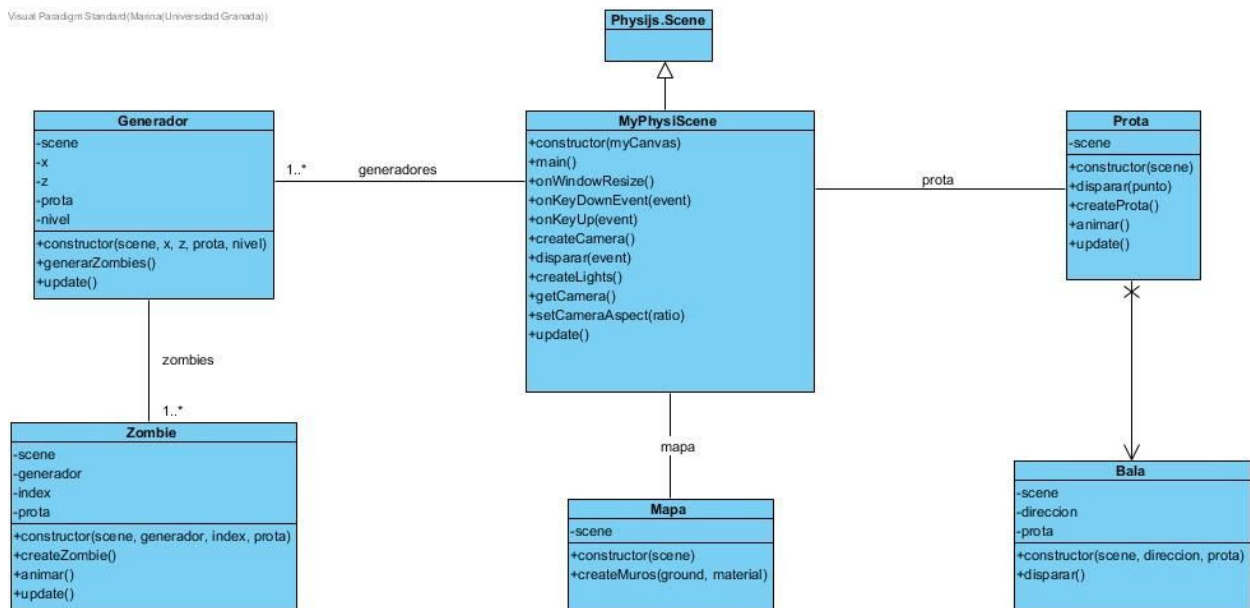 Visual Paradigm Standard(Marina(Universidad Granada))
Physijs.Scene
Generador
-scene
-x
-z
-prota
-nivel
+constructor(scene, x, z, prota, nivel)
+generarZombies()
+update()
1..*
generadores
MyPhysiScene
+constructor(myCanvas)
+main()
+onWindowResize()
+onKeyDownEvent(event)
+onKeyUp(event)
+createCamera()
+disparar(event)
+createLights()
+getCamera()
+setCameraAspect(ratio)
+update()
prota
Prota
-scene
+constructor(scene)
+disparar(punto)
+createProta()
+animar()
+update()
zombies
1..*
Zombie
-scene
-generador
-index
-prota
+constructor(scene, generador, index, prota)
+createZombie()
+animar()
+update()
mapa
Mapa
-scene
+constructor(scene)
+createMuros(ground, material)
Bala
-scene
-direccion
-prota
+constructor(scene, direccion, prota)
+disparar()